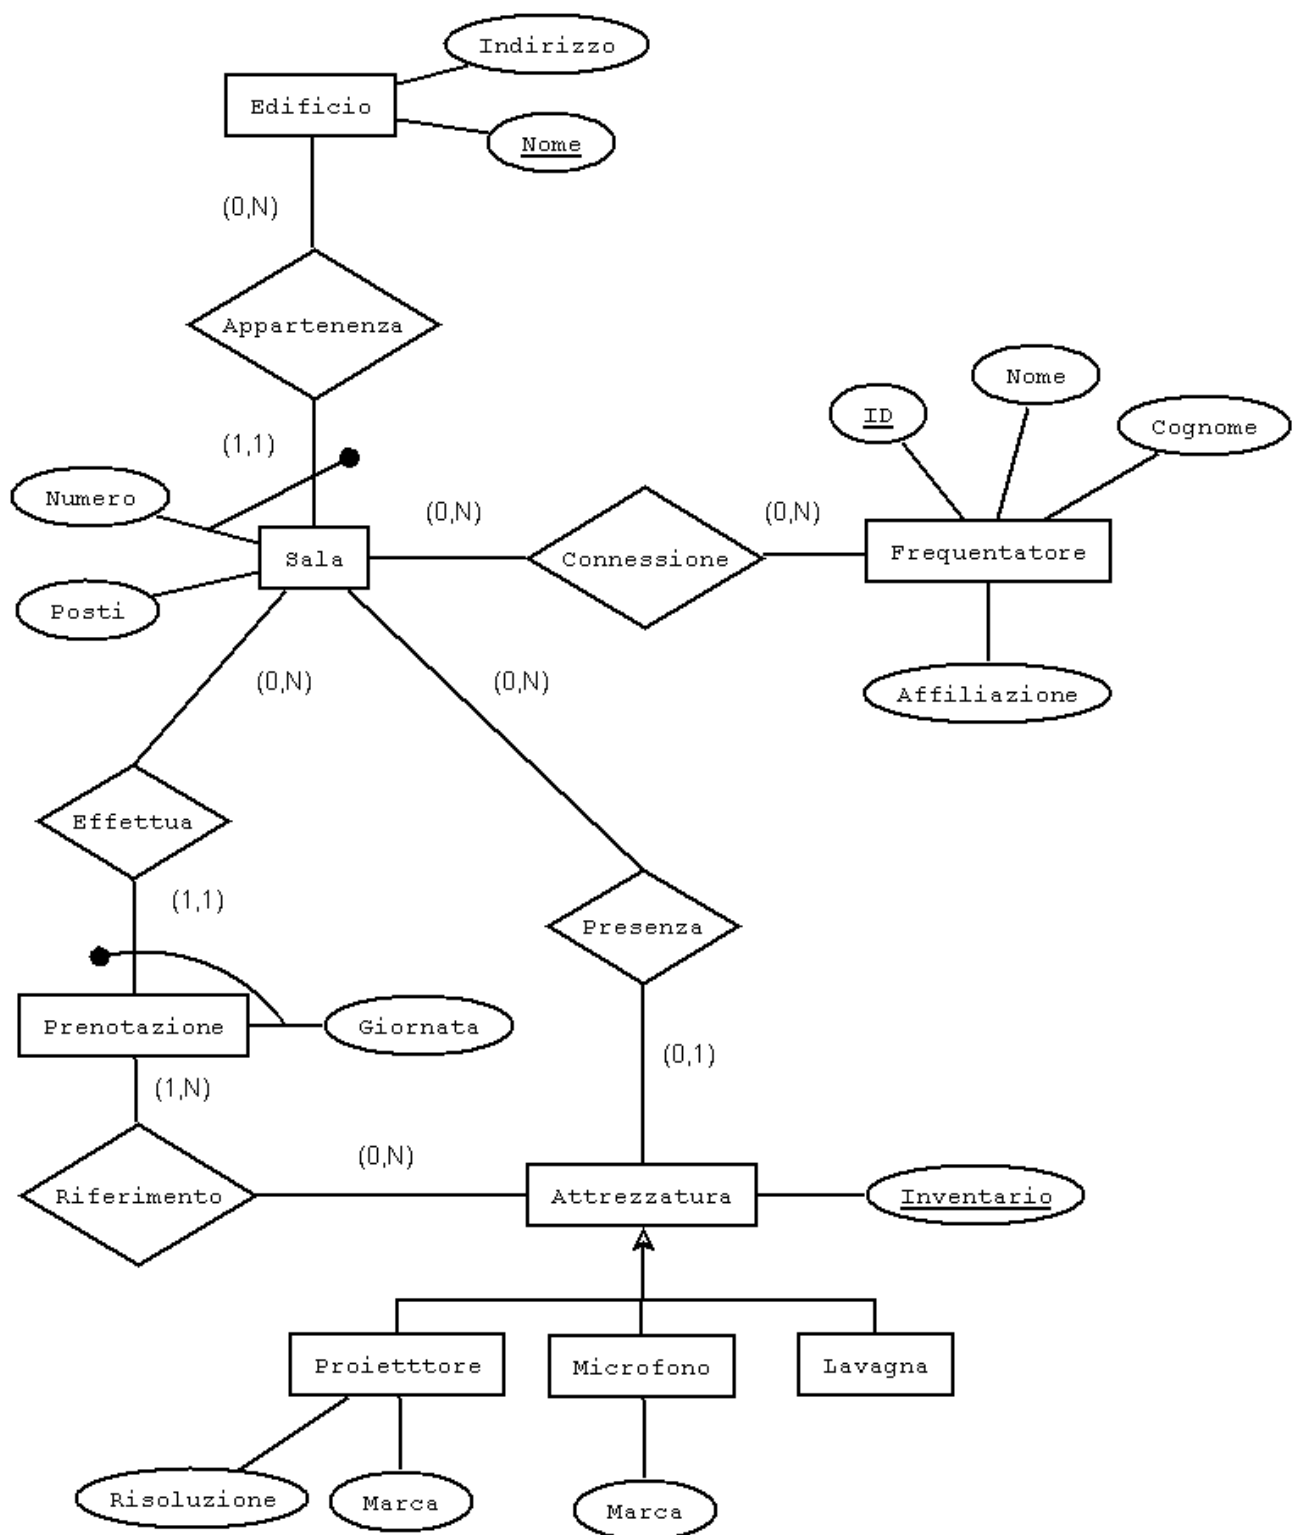 Indirizzo
Edificio
Nome
(0,N)
Appartenenza
(1,1)
Numero
Posti
Sala
(0,N)
Connessione
(0,N)
ID
Nome
Cognome
Frequentatore
Affiliazione
(0,N)
(0,N)
Effettua
(1,1)
Presenza
Prenotazione
Giornata
(0,1)
(1,N)
(0,N)
Riferimento
Attrezzatura
Inventario
Proietttore
Microfono
Lavagna
Risoluzione
Marca
Marca